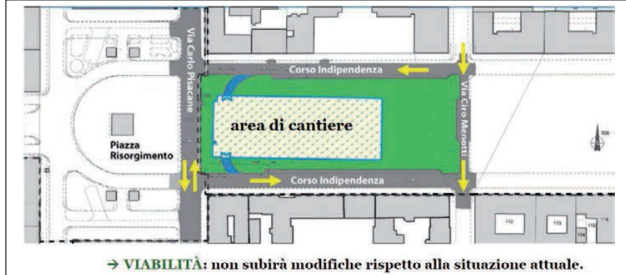 Via Carlo Pisacane
Corso Indipendenza
Via Ciro Menotti
area di cantiere
Piazza
Risorgimento
Corso Indipendenza
112
→ VIABILITÀ: non subirà modifiche rispetto alla situazione attuale.